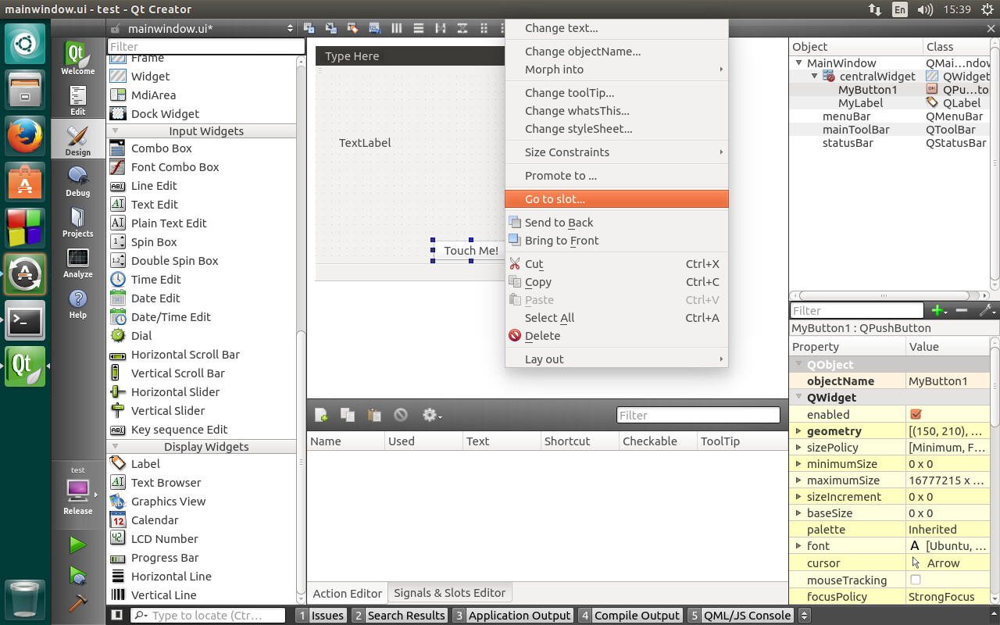 mainwindow.ui - test - Qt Creator
En
15:39
mainwindow.ui*
Filter
Frame
Widget
MdiArea
Dock Widget
Input Widgets
Combo Box
Font Combo Box
Line Edit
Text Edit
Plain Text Edit
Spin Box
Double Spin Box
Time Edit
Date Edit
Date/Time Edit
Dial
Horizontal Scroll Bar
Vertical Scroll Bar
Horizontal Slider
Vertical Slider
Key sequence Edit
Display Widgets
Label
Text Browser
Graphics View
Calendar
LCD Number
Progress Bar
Horizontal Line
Vertical Line
Welcome
Edit
Design
Debug
Projects
Analyze
Help
test
Release
Type Here
TextLabel
Touch Me!
Change text...
Change objectName...
Morph into
Change toolTip...
Change whatsThis...
Change styleSheet...
Size Constraints
Promote to ...
Go to slot...
Send to Back
Bring to Front
Cut Ctrl+X
Copy Ctrl+C
Paste Ctrl+V
Select All Ctrl+A
Delete
Lay out
Filter
Name Used Text Shortcut Checkable ToolTip
Action Editor Signals & Slots Editor
Object Class
MainWindow QMai...ndow
centralWidget QWidget
MyButton1 QPu...to
MyLabel QLabel
menuBar QMenuBar
mainToolBar QToolBar
statusBar QStatusBar
Filter
MyButton1 : QPushButton
Property Value
QObject
objectName MyButton1
QWidget
enabled
geometry [(150, 210), ...
sizePolicy [Minimum, F...
minimumSize 0 x 0
maximumSize 16777215 x ...
sizeIncrement 0 x 0
baseSize 0 x 0
palette Inherited
font A [Ubuntu, ...
cursor Arrow
mouseTracking
focusPolicy StrongFocus
Type to locate (Ctr...
1 Issues 2 Search Results 3 Application Output 4 Compile Output 5 QML/JS Console